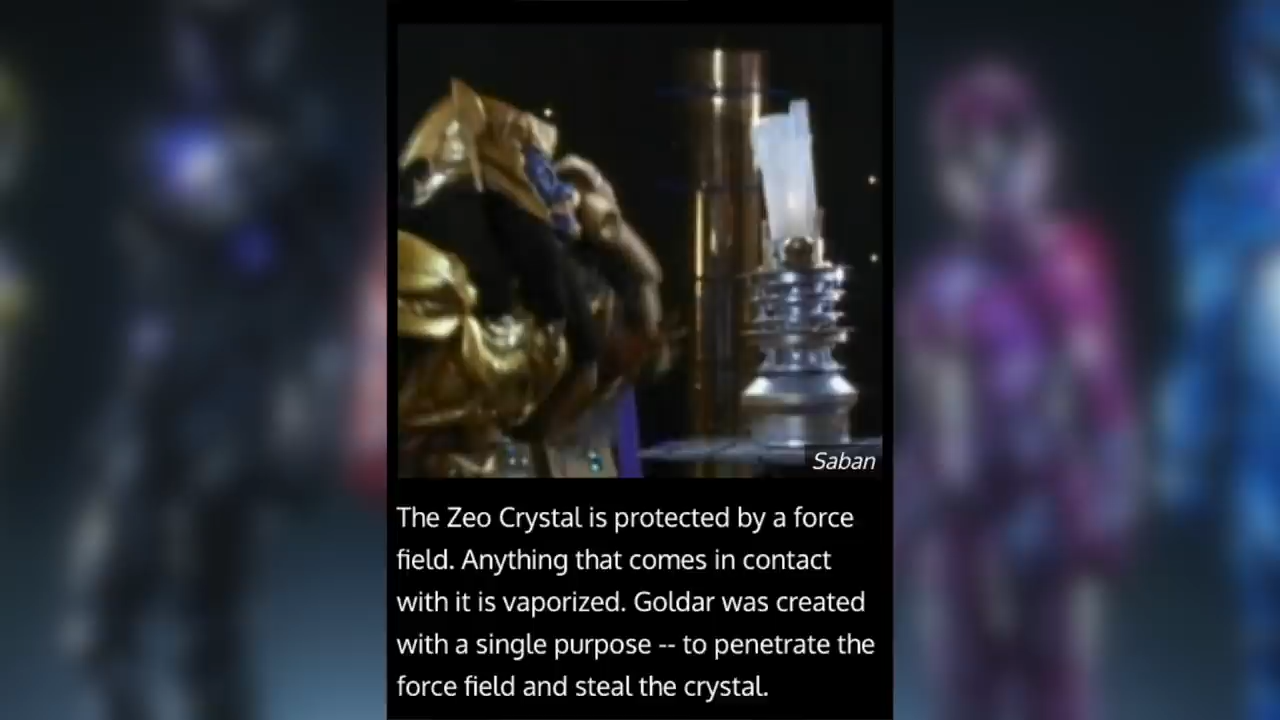 Saban
The Zeo Crystal is protected by a force
field. Anything that comes in contact
with it is vaporized. Goldar was created
with a single purpose -- to penetrate the
force field and steal the crystal.